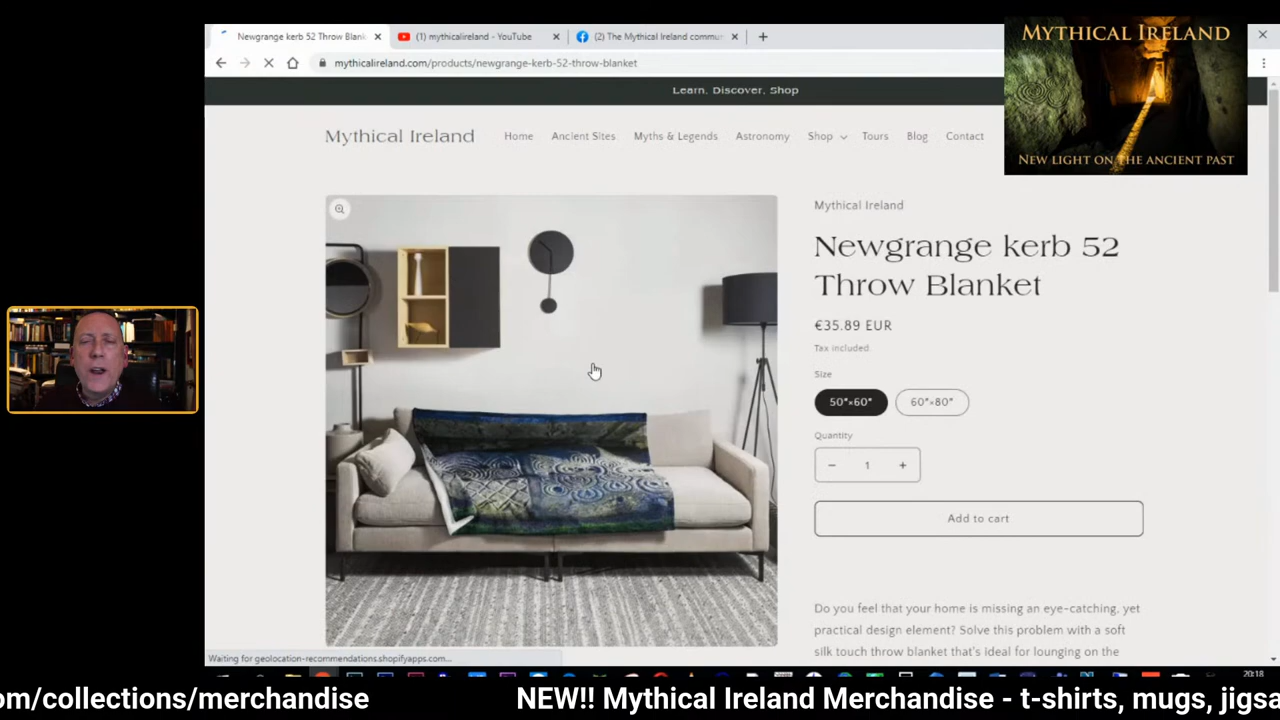 Newgrange kerb 52 Throw Blank
(1) mythicalireland - YouTube
(2) The Mythical Ireland commu
mythicalireland.com/products/newgrange-kerb-52-throw-blanket
Learn, Discover, Shop
MYTHICAL IRELAND
NEW LIGHT ON THE ANCIENT PAST
Mythical Ireland
Home
Ancient Sites
Myths & Legends
Astronomy
Shop
Tours
Blog
Contact
Mythical Ireland
Newgrange kerb 52
Throw Blanket
€35.89 EUR
Tax included.
Size
50″×60″
60″×80″
Quantity
− 1 +
Add to cart
Do you feel that your home is missing an eye-catching, yet
practical design element? Solve this problem with a soft
silk touch throw blanket that's ideal for lounging on the
Waiting for geolocation-recommendations.shopifyapps.com...
20:18
om/collections/merchandise
NEW!! Mythical Ireland Merchandise - t-shirts, mugs, jigsa